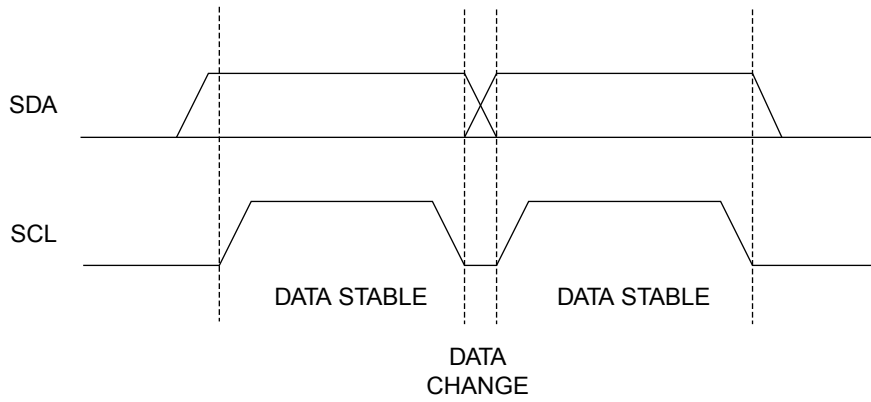 SDA
SCL
DATA STABLE
DATA STABLE
DATA
CHANGE